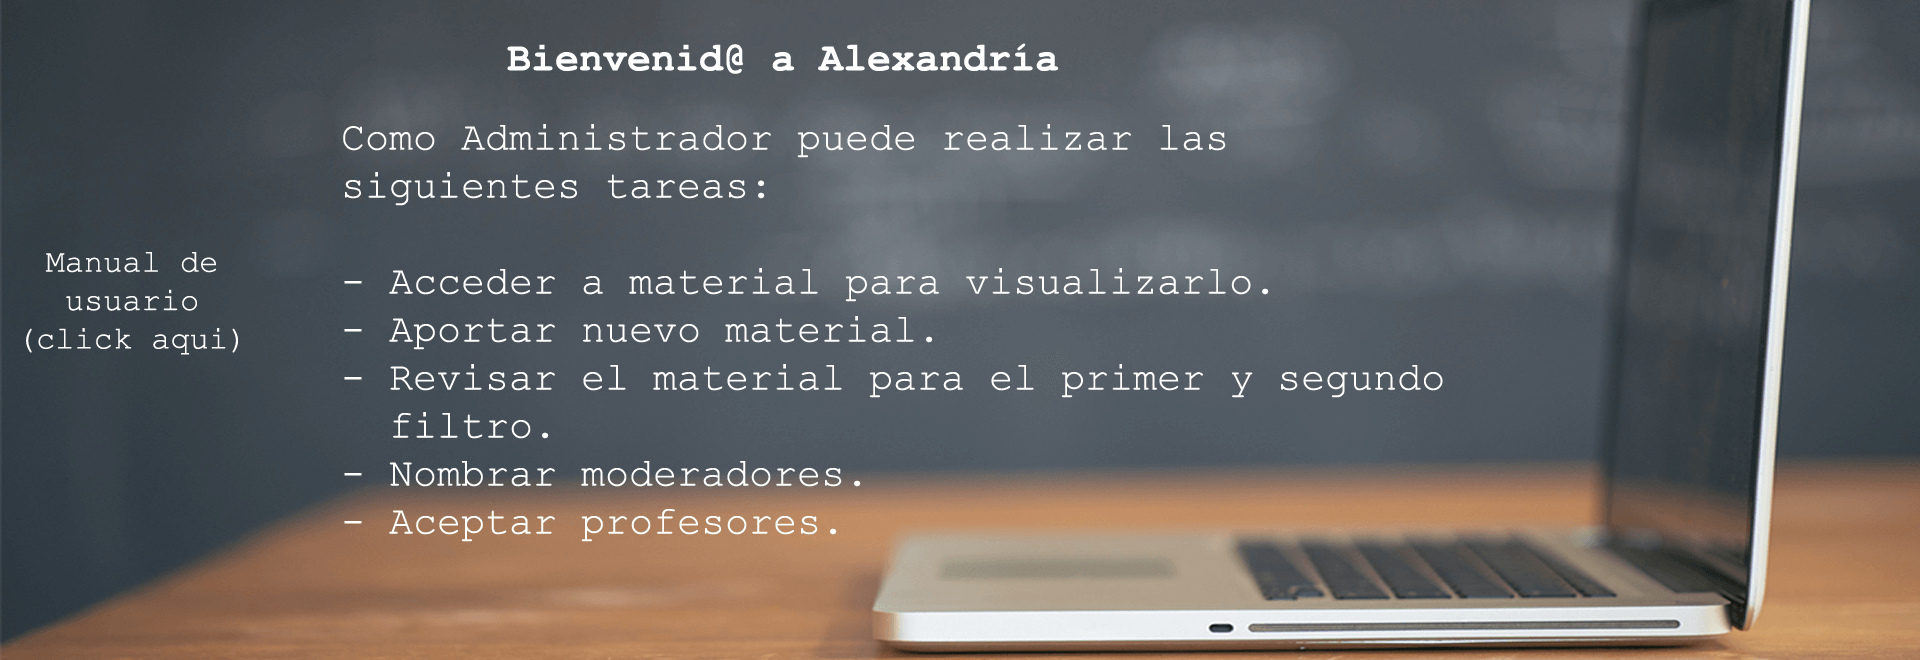 Bienvenid@ a Alexandría
Como Administrador puede realizar las
siguientes tareas:
Manual de
usuario
(click aqui)
- Acceder a material para visualizarlo.
- Aportar nuevo material.
- Revisar el material para el primer y segundo
filtro.
- Nombrar moderadores.
- Aceptar profesores.